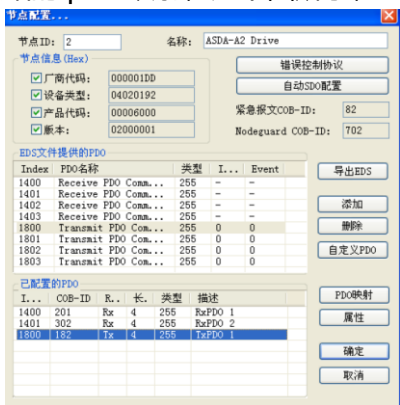 节点配置...
节点ID: 2 名称: ASDA-A2 Drive
节点信息(Hex)
厂商代码: 000001DD
设备类型: 04020192
产品代码: 00006000
版本: 02000001
错误控制协议
自动SDO配置
紧急报文COB-ID: 82
Nodeguard COB-ID: 702
EDS文件提供的PDO
Index PDO名称 类型 I... Event
1400 Receive PDO Comm... 255 - -
1401 Receive PDO Comm... 255 - -
1402 Receive PDO Comm... 255 - -
1403 Receive PDO Comm... 255 - -
1800 Transmit PDO Com... 255 0 0
1801 Transmit PDO Com... 255 0 0
1802 Transmit PDO Com... 255 0 0
1803 Transmit PDO Com... 255 0 0
导出EDS
添加
删除
自定义PDO
已配置的PDO
I... COB-ID R.. 长. 类型 描述
1400 201 Rx 4 255 RxPDO 1
1401 302 Rx 4 255 RxPDO 2
1800 182 Tx 4 255 TxPDO 1
PDO映射
属性
确定
取消